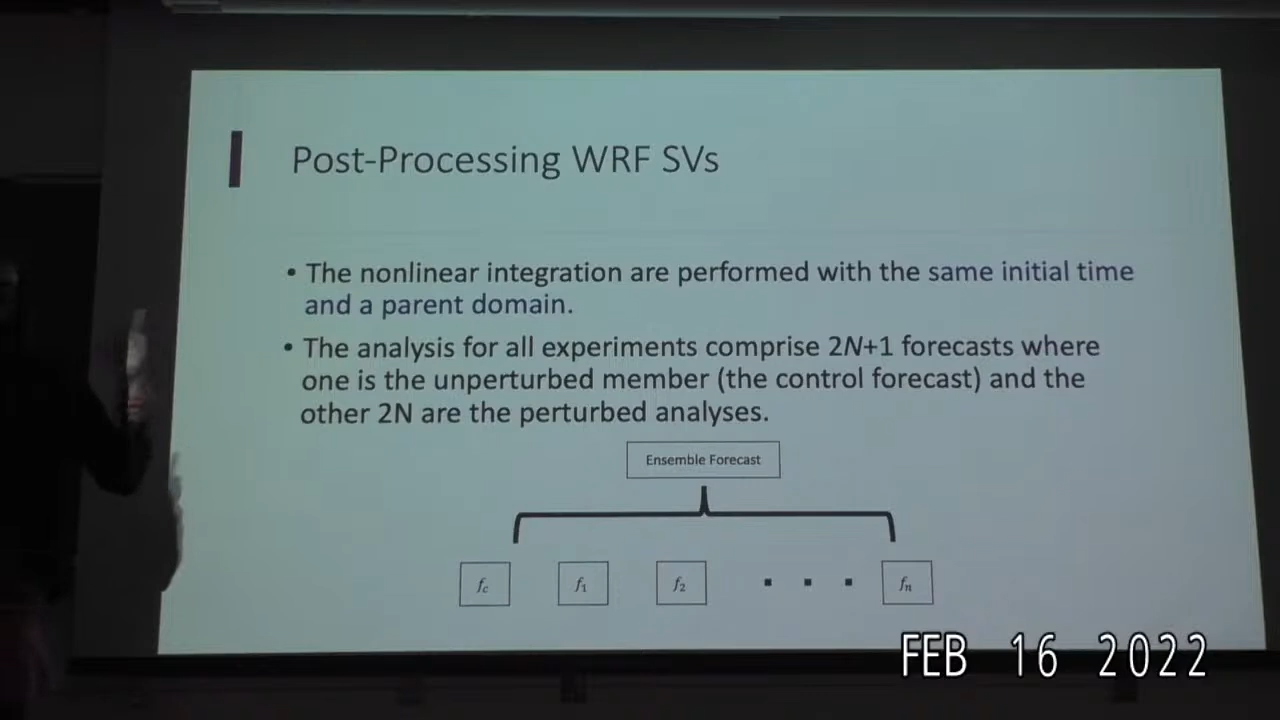 Post-Processing WRF SVs
• The nonlinear integration are performed with the same initial time
and a parent domain.
• The analysis for all experiments comprise 2N+1 forecasts where
one is the unperturbed member (the control forecast) and the
other 2N are the perturbed analyses.
Ensemble Forecast
fc f1 f2 . . . fn
FEB 16 2022